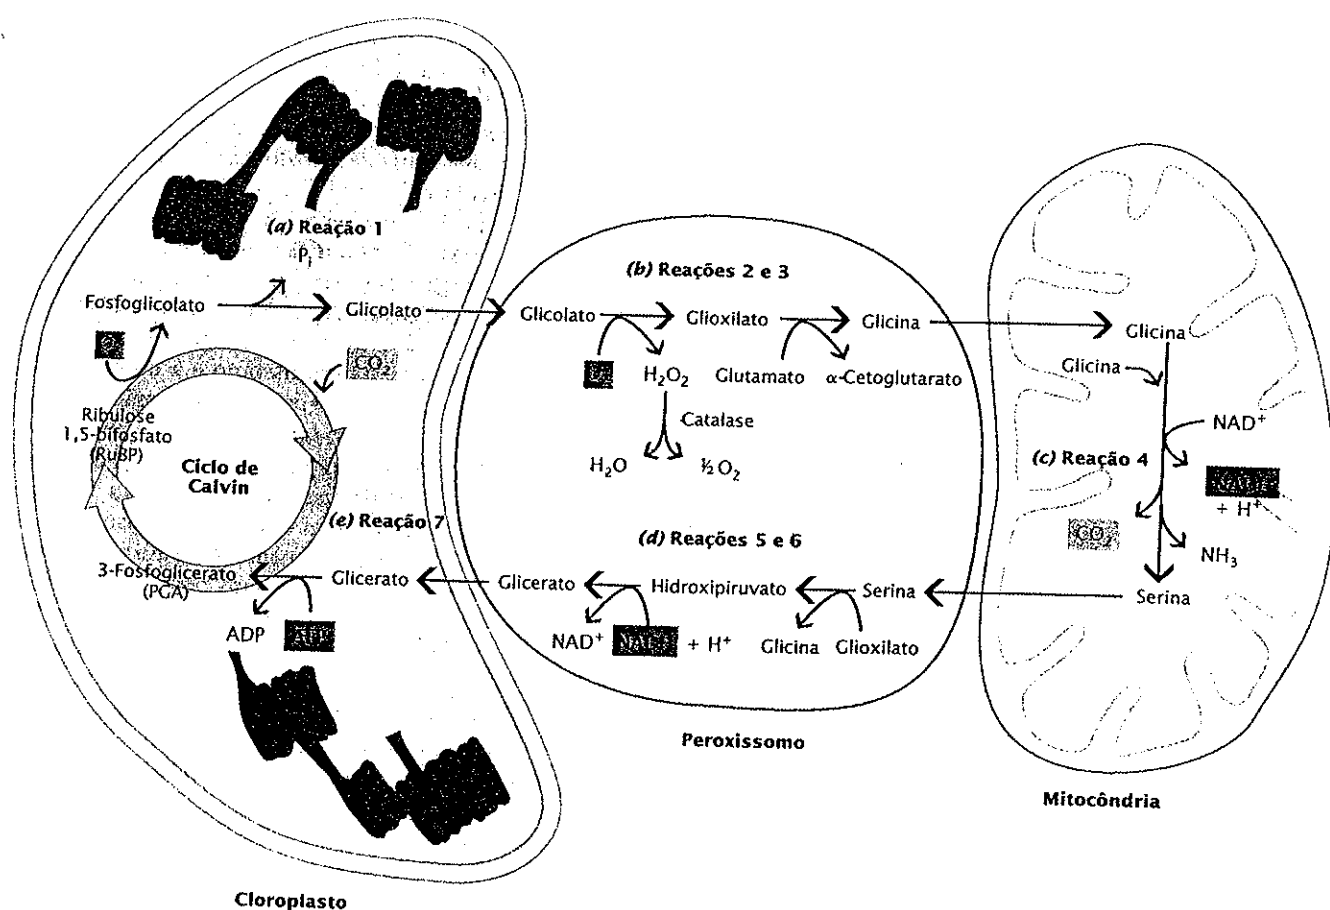 (a) Reação 1
Pi
Fosfoglicolato
Glicolato
CO₂
Ribulose
1,5-bifosfato
(RuBP)
Ciclo de
Calvin
(e) Reação 7
3-Fosfoglicerato
(PGA)
Glicerato
ADP
ATP
Cloroplasto
(b) Reações 2 e 3
Glicolato
Glioxilato
Glicina
H₂O₂
Glutamato
α-Cetoglutarato
Catalase
H₂O
½ O₂
(d) Reações 5 e 6
Glicerato
Hidroxipiruvato
Serina
NAD⁺
+ H⁺
Glicina
Glioxilato
Peroxissomo
Glicina
Glicina
NAD⁺
(c) Reação 4
+ H⁺
CO₂
NH₃
Serina
Mitocôndria